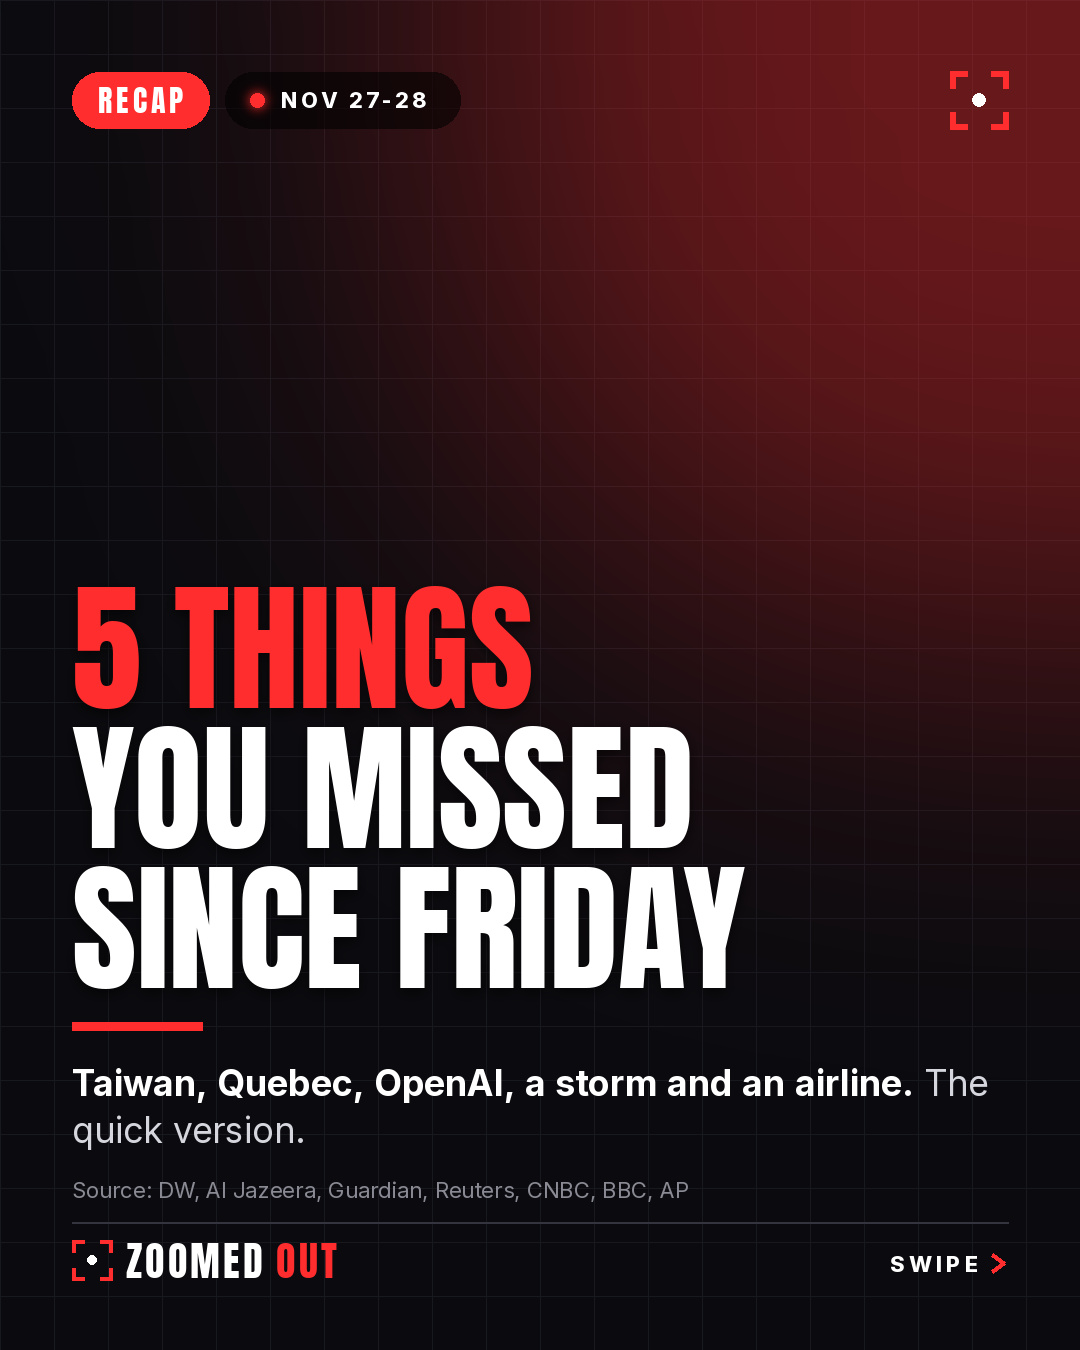 RECAP
NOV 27-28
5 THINGS
YOU MISSED
SINCE FRIDAY
Taiwan, Quebec, OpenAI, a storm and an airline. The
quick version.
Source: DW, Al Jazeera, Guardian, Reuters, CNBC, BBC, AP
ZOOMED OUT
SWIPE